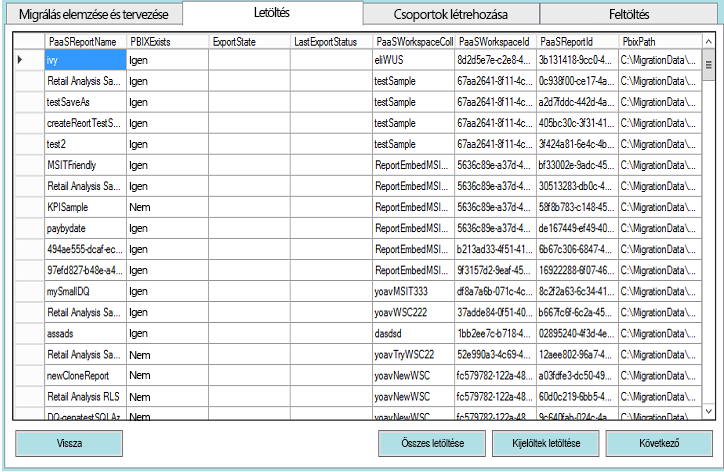 Migrálás elemzése és tervezése Letöltés Csoportok létrehozása Feltöltés
PaaSReportName PBIXExists ExportState LastExportStatus PaaSWorkspaceColl PaaSWorkspaceId PaaSReportId PbixPath
ivy Igen eliWUS 8d2d5e7e-c2e8-4... 3b131418-9cc0-4... C:\MigrationData\...
Retail Analysis Sa... Igen testSample 67aa2641-8f11-4c... 0c938f00-ce17-4a... C:\MigrationData\...
testSaveAs Igen testSample 67aa2641-8f11-4c... a2d7fddc-442d-4a... C:\MigrationData\...
createReortTestS... Igen testSample 67aa2641-8f11-4c... 405bc30c-3f31-41... C:\MigrationData\...
test2 Igen testSample 67aa2641-8f11-4c... 3f424a81-6e4c-4b... C:\MigrationData\...
MSITFriendly Igen ReportEmbedMSI... 5636c89e-a37d-4... bf33002e-9adc-45... C:\MigrationData\...
Retail Analysis Sa... Igen ReportEmbedMSI... 5636c89e-a37d-4... 30513283-db0c-4... C:\MigrationData\...
KPISample Nem ReportEmbedMSI... 5636c89e-a37d-4... 58f8b783-c148-45... C:\MigrationData\...
paybydate Igen ReportEmbedMSI... 5636c89e-a37d-4... de167449-ef49-40... C:\MigrationData\...
494ae555-dcaf-ec... Igen ReportEmbedMSI... b213ad33-4f51-41... 6b67c306-6847-4... C:\MigrationData\...
97efd827-b48e-a4... Igen ReportEmbedMSI... 9f3157d2-9eaf-45... 16922288-6f07-46... C:\MigrationData\...
mySmallDQ Igen yoavMSIT333 df8a7a6b-071c-4c... 8c2f2a63-6c34-41... C:\MigrationData\...
Retail Analysis Sa... Igen yoavWSC222 37adde84-0f51-40... b667fc6f-6c2a-45... C:\MigrationData\...
assads Igen dasdsd 1bb2ee7c-b718-4... 02895240-4f3d-4e... C:\MigrationData\...
Retail Analysis Sa... Nem yoavTryWSC22 52e990a3-4c69-4... 12aee802-96a7-4... C:\MigrationData\...
newCloneReport Nem yoavNewWSC fc579782-122a-48... a03fdfe3-dc50-49... C:\MigrationData\...
Retail Analysis RLS Nem yoavNewWSC fc579782-122a-48... 60d0c219-6bb5-4... C:\MigrationData\...
DQ-genatestSQLAz Nem yoavNewWSC fc579782-122a-48... 9c640fab-024c-4a... C:\MigrationData\...
Vissza Összes letöltése Kijelöltek letöltése Következő